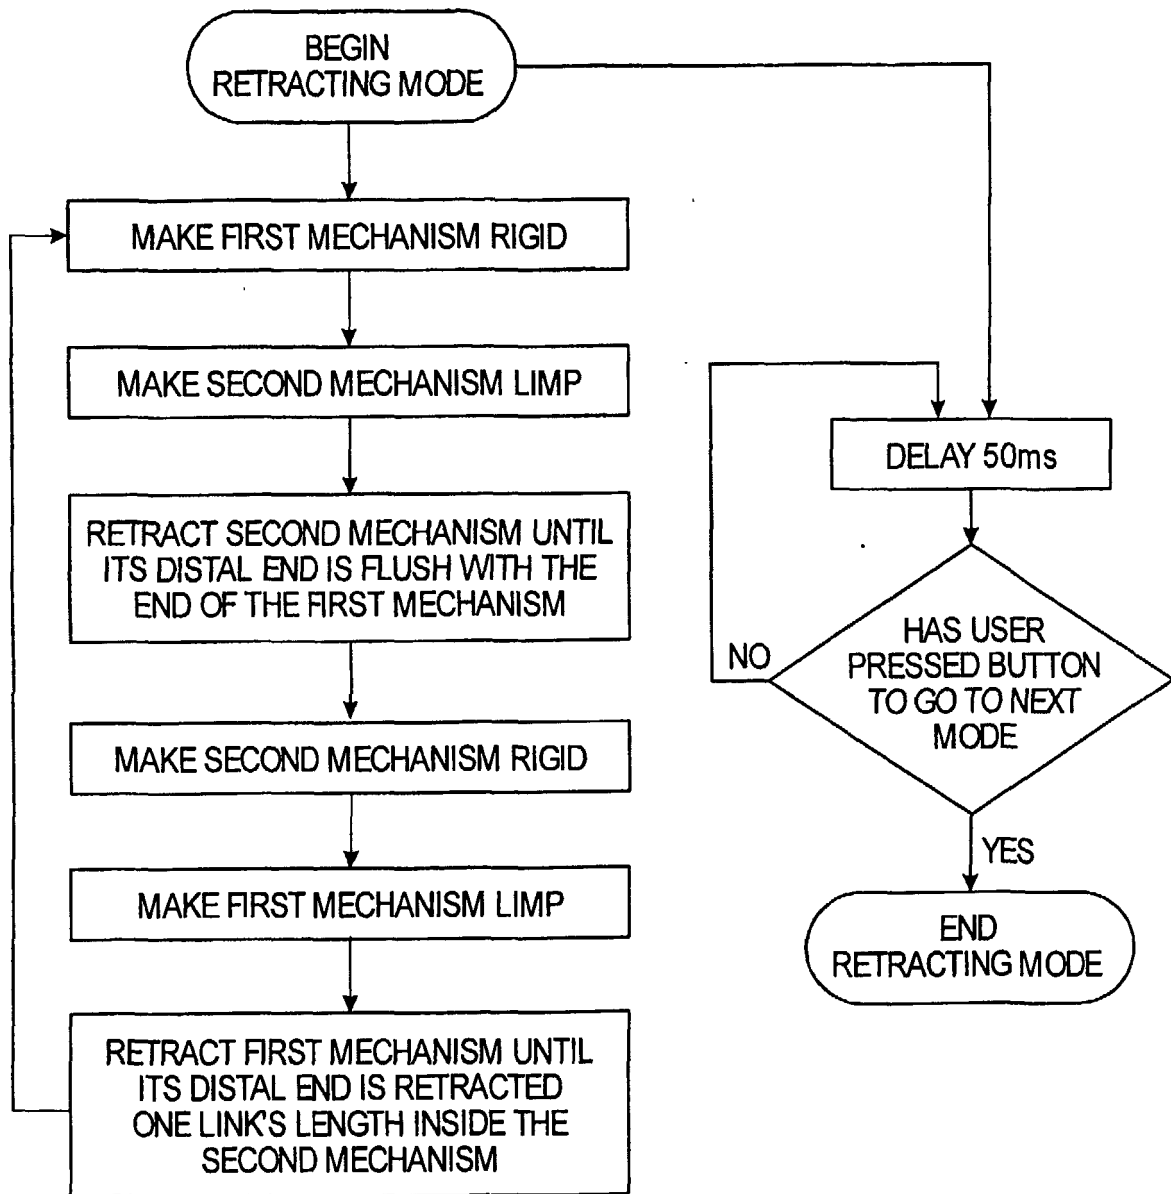 BEGIN
RETRACTING MODE
MAKE FIRST MECHANISM RIGID
MAKE SECOND MECHANISM LIMP
RETRACT SECOND MECHANISM UNTIL
ITS DISTAL END IS FLUSH WITH THE
END OF THE FIRST MECHANISM
MAKE SECOND MECHANISM RIGID
MAKE FIRST MECHANISM LIMP
RETRACT FIRST MECHANISM UNTIL
ITS DISTAL END IS RETRACTED
ONE LINK'S LENGTH INSIDE THE
SECOND MECHANISM
DELAY 50ms
HAS USER
PRESSED BUTTON
TO GO TO NEXT
MODE
NO
YES
END
RETRACTING MODE